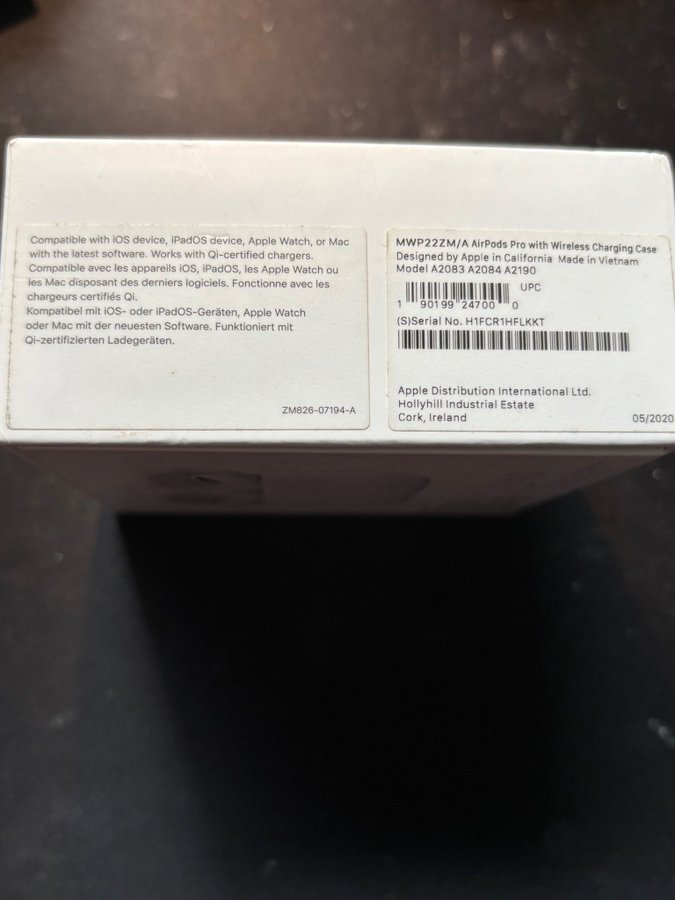 Compatible with iOS device, iPadOS device, Apple Watch, or Mac
with the latest software. Works with Qi-certified chargers.
Compatible avec les appareils iOS, iPadOS, les Apple Watch ou
les Mac disposant des derniers logiciels. Fonctionne avec les
chargeurs certifiés Qi.
Kompatibel mit iOS- oder iPadOS-Geräten, Apple Watch
oder Mac mit der neuesten Software. Funktioniert mit
Qi-zertifizierten Ladegeräten.
ZM826-07194-A
MWP22ZM/A AirPods Pro with Wireless Charging Case
Designed by Apple in California Made in Vietnam
Model A2083 A2084 A2190
UPC
1 90199 24700 0
(S)Serial No. H1FCR1HFLKKT
Apple Distribution International Ltd.
Hollyhill Industrial Estate
Cork, Ireland
05/2020